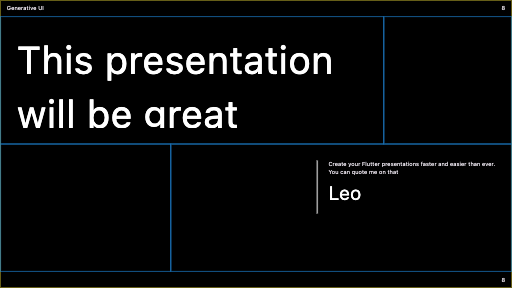 Generative UI
8
This presentation
will be great
Create your Flutter presentations faster and easier than ever.
You can quote me on that
Leo
8